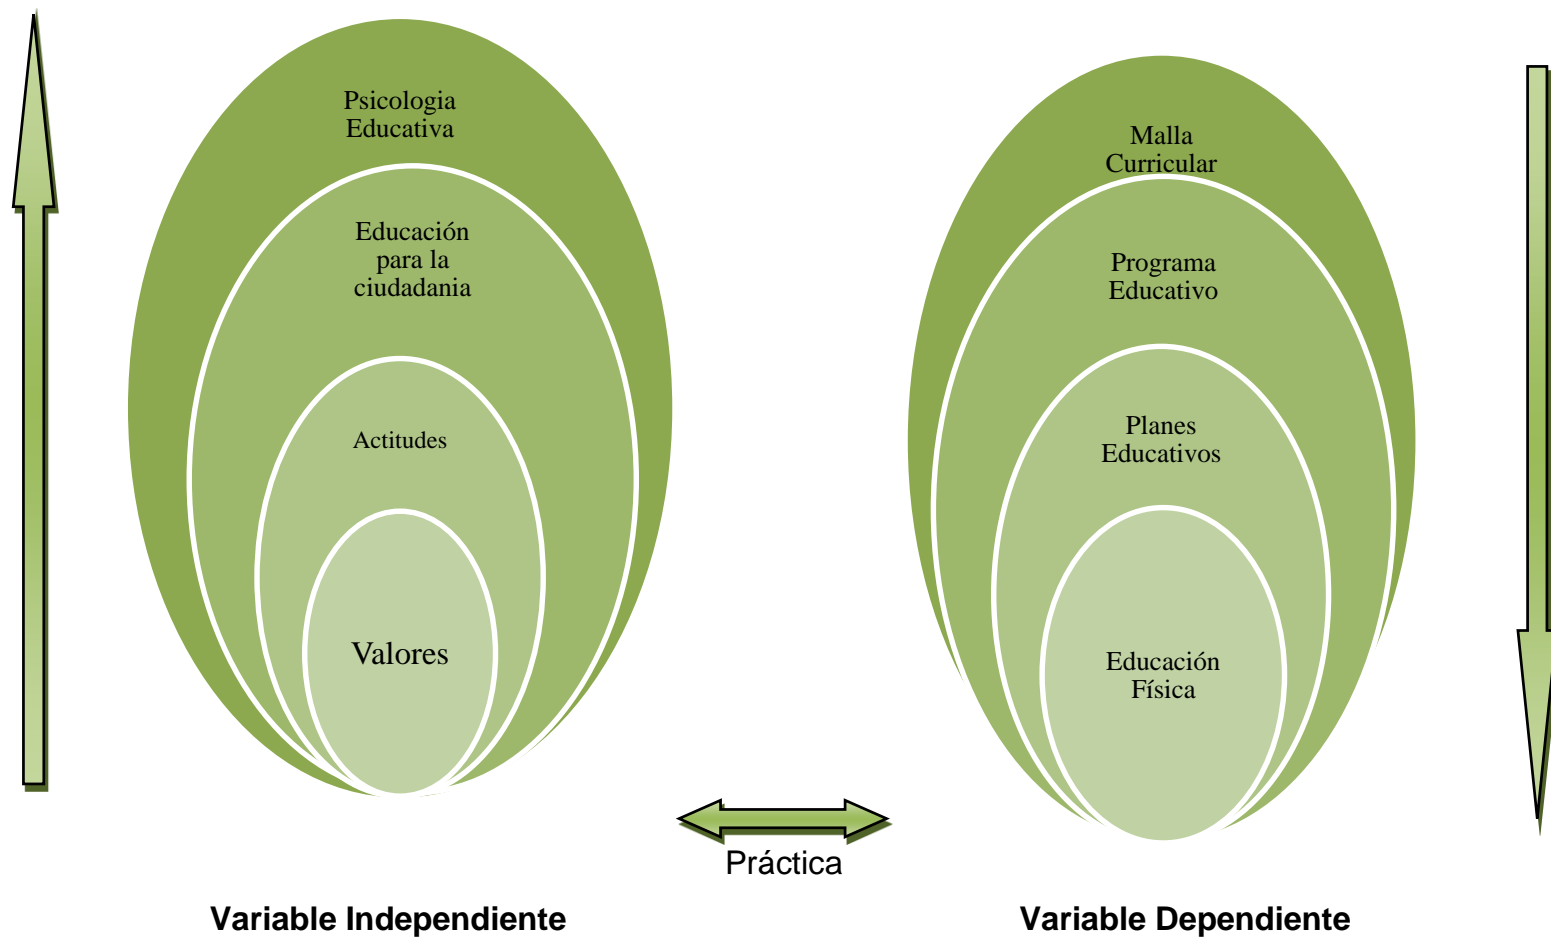 Psicologia
Educativa
Educación
para la
ciudadania
Actitudes
Valores
Malla
Curricular
Programa
Educativo
Planes
Educativos
Educación
Física
Práctica
Variable Independiente
Variable Dependiente